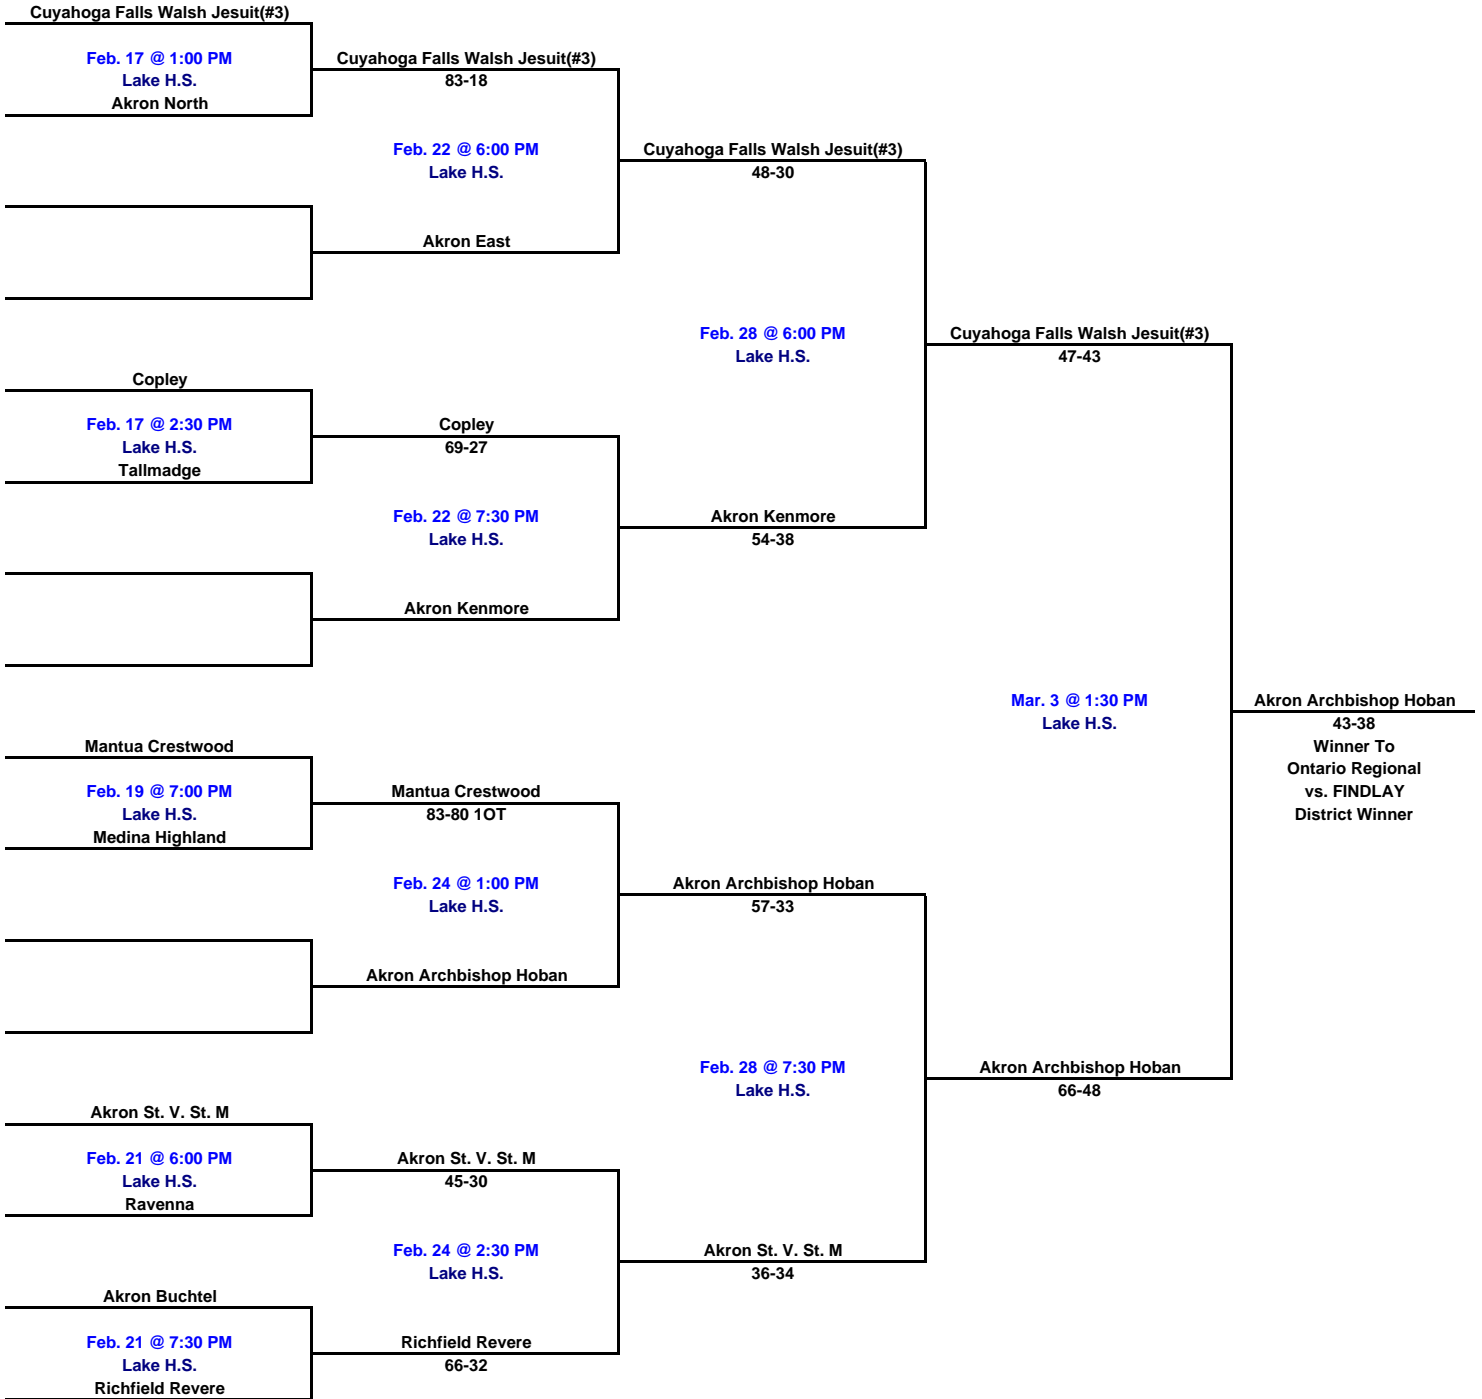 Cuyahoga Falls Walsh Jesuit(#3)
Feb. 17 @ 1:00 PM
Lake H.S.
Akron North
Copley
Feb. 17 @ 2:30 PM
Lake H.S.
Tallmadge
Mantua Crestwood
Feb. 19 @ 7:00 PM
Lake H.S.
Medina Highland
Akron St. V. St. M
Feb. 21 @ 6:00 PM
Lake H.S.
Ravenna
Akron Buchtel
Feb. 21 @ 7:30 PM
Lake H.S.
Richfield Revere
Cuyahoga Falls Walsh Jesuit(#3)
83-18
Feb. 22 @ 6:00 PM
Lake H.S.
Akron East
Copley
69-27
Feb. 22 @ 7:30 PM
Lake H.S.
Akron Kenmore
Mantua Crestwood
83-80 1OT
Feb. 24 @ 1:00 PM
Lake H.S.
Akron Archbishop Hoban
Akron St. V. St. M
45-30
Feb. 24 @ 2:30 PM
Lake H.S.
Richfield Revere
66-32
Cuyahoga Falls Walsh Jesuit(#3)
48-30
Feb. 28 @ 6:00 PM
Lake H.S.
Akron Kenmore
54-38
Akron Archbishop Hoban
57-33
Feb. 28 @ 7:30 PM
Lake H.S.
Akron St. V. St. M
36-34
Cuyahoga Falls Walsh Jesuit(#3)
47-43
Mar. 3 @ 1:30 PM
Lake H.S.
Akron Archbishop Hoban
66-48
Akron Archbishop Hoban
43-38
Winner To
Ontario Regional
vs. FINDLAY
District Winner